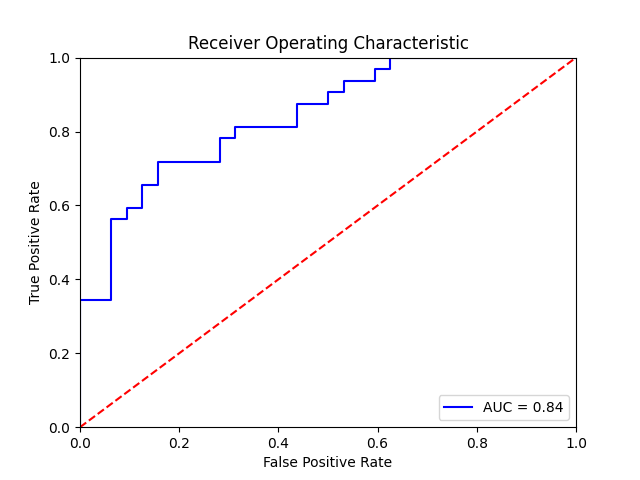 Receiver Operating Characteristic
1.0
0.8
0.6
0.4
0.2
0.0
True Positive Rate
AUC = 0.84
0.0 0.2 0.4 0.6 0.8 1.0
False Positive Rate